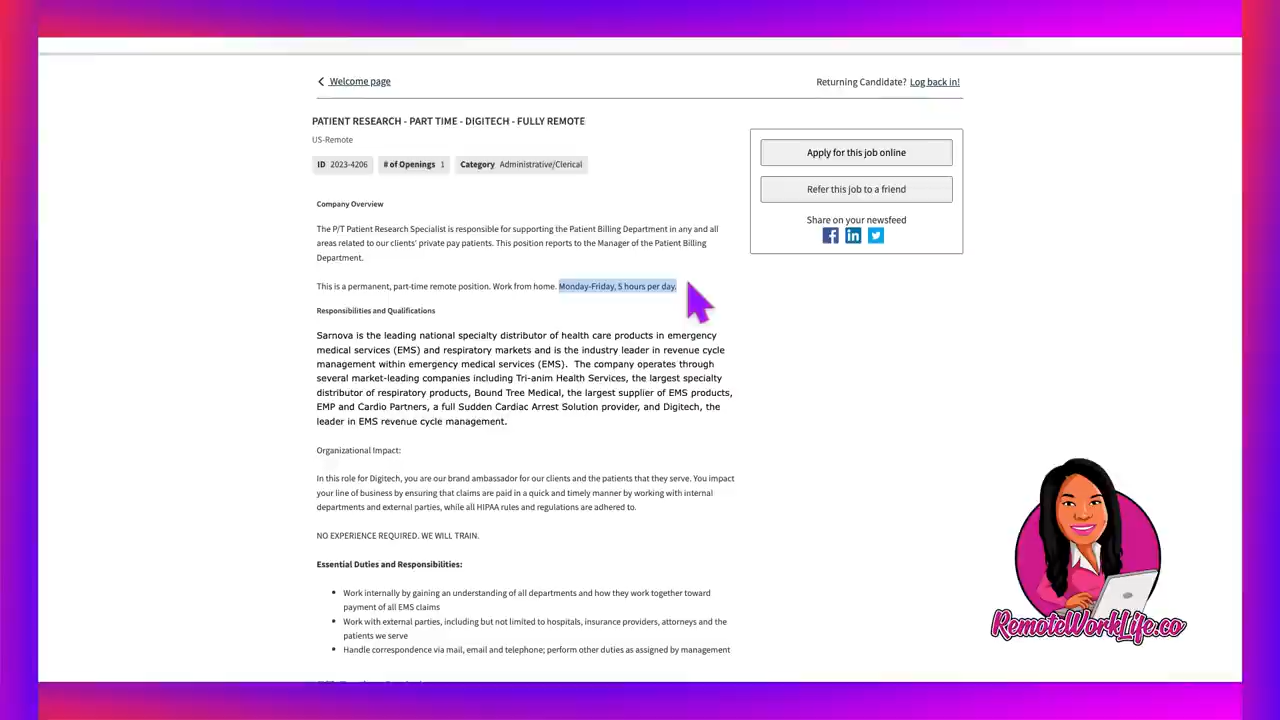 Welcome page
Returning Candidate? Log back in!
PATIENT RESEARCH - PART TIME - DIGITECH - FULLY REMOTE
US-Remote
ID 2023-4206 # of Openings 1 Category Administrative/Clerical
Apply for this job online
Refer this job to a friend
Share on your newsfeed
Company Overview
The P/T Patient Research Specialist is responsible for supporting the Patient Billing Department in any and all
areas related to our clients' private pay patients. This position reports to the Manager of the Patient Billing
Department.
This is a permanent, part-time remote position. Work from home. Monday-Friday, 5 hours per day.
Responsibilities and Qualifications
Sarnova is the leading national specialty distributor of health care products in emergency
medical services (EMS) and respiratory markets and is the industry leader in revenue cycle
management within emergency medical services (EMS). The company operates through
several market-leading companies including Tri-anim Health Services, the largest specialty
distributor of respiratory products, Bound Tree Medical, the largest supplier of EMS products,
EMP and Cardio Partners, a full Sudden Cardiac Arrest Solution provider, and Digitech, the
leader in EMS revenue cycle management.
Organizational Impact:
In this role for Digitech, you are our brand ambassador for our clients and the patients that they serve. You impact
your line of business by ensuring that claims are paid in a quick and timely manner by working with internal
departments and external parties, while all HIPAA rules and regulations are adhered to.
NO EXPERIENCE REQUIRED. WE WILL TRAIN.
Essential Duties and Responsibilities:
Work internally by gaining an understanding of all departments and how they work together toward
payment of all EMS claims
Work with external parties, including but not limited to hospitals, insurance providers, attorneys and the
patients we serve
Handle correspondence via mail, email and telephone; perform other duties as assigned by management
RemoteWorkLife.co